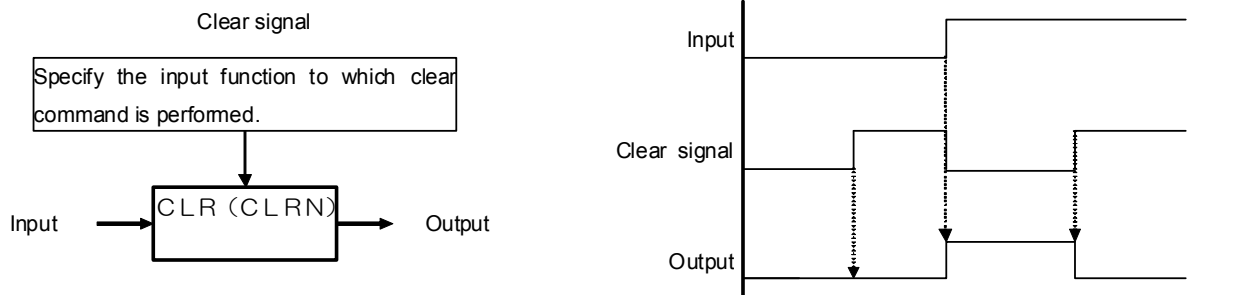 Clear signal
Specify the input function to which clear
command is performed.
CLR (CLRN)
Input
Output
Input
Clear signal
Output